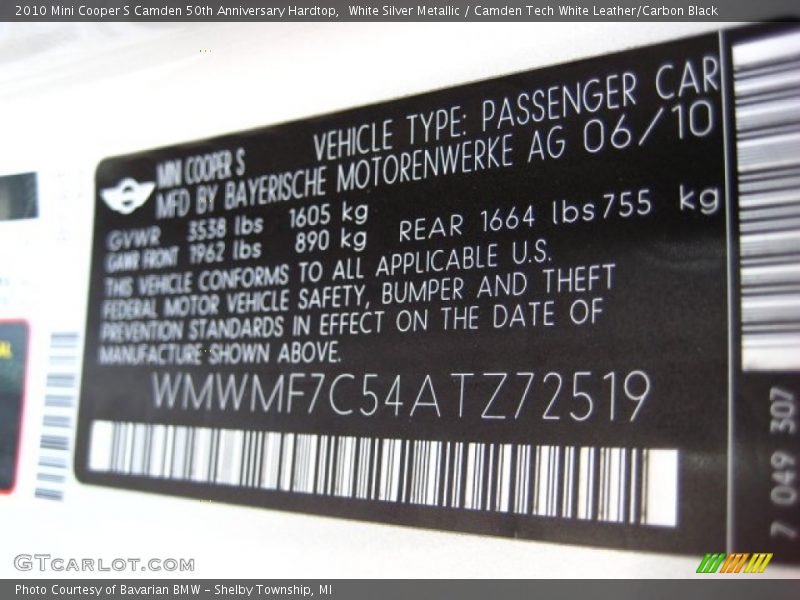 2010 Mini Cooper S Camden 50th Anniversary Hardtop,  White Silver Metallic / Camden Tech White Leather/Carbon Black
MINI COOPER S
VEHICLE TYPE: PASSENGER CAR
MFD BY BAYERISCHE MOTORENWERKE AG 06/10
GVWR 3538 lbs 1605 kg
GAWR FRONT 1962 lbs 890 kg REAR 1664 lbs 755 kg
THIS VEHICLE CONFORMS TO ALL APPLICABLE U.S.
FEDERAL MOTOR VEHICLE SAFETY, BUMPER AND THEFT
PREVENTION STANDARDS IN EFFECT ON THE DATE OF
MANUFACTURE SHOWN ABOVE.
WMWMF7C54ATZ72519
7 049 307
GTCARLOT.COM
Photo Courtesy of Bavarian BMW - Shelby Township, MI